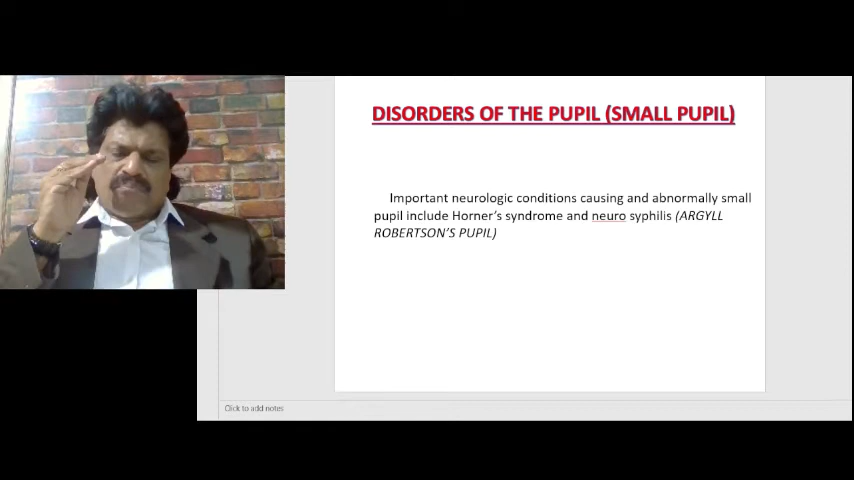 DISORDERS OF THE PUPIL (SMALL PUPIL)
Important neurologic conditions causing and abnormally small
pupil include Horner's syndrome and neuro syphilis (ARGYLL
ROBERTSON'S PUPIL)
Click to add notes